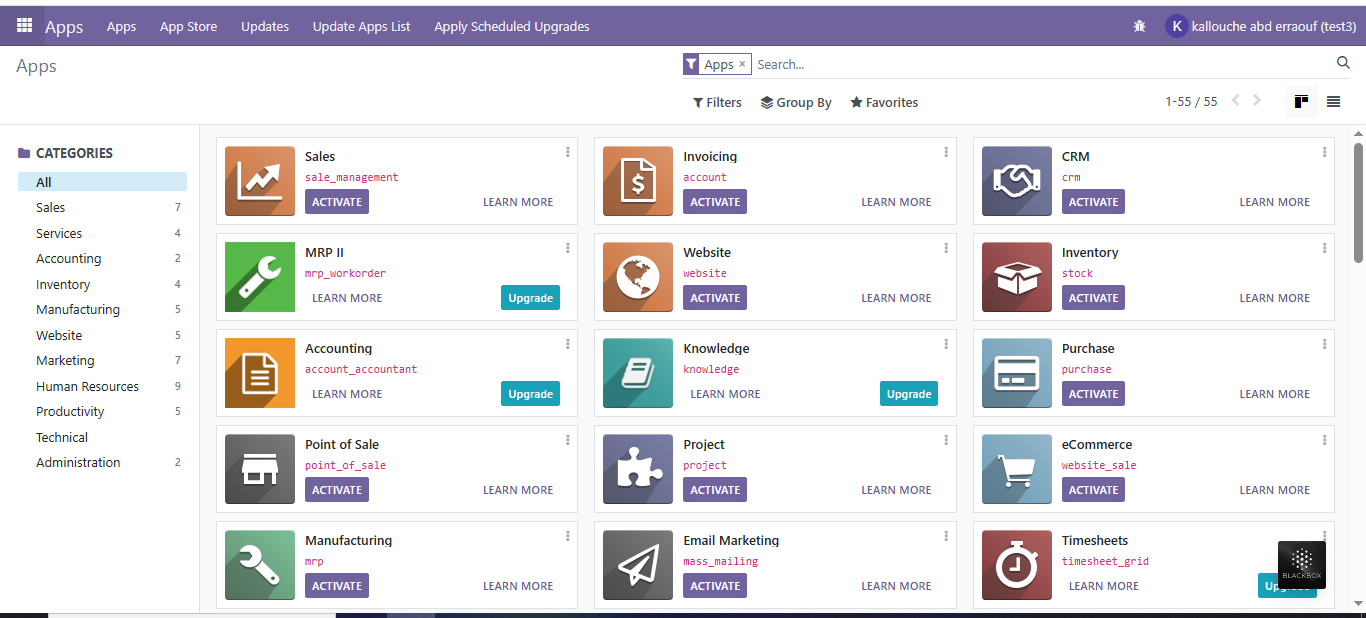 Apps Apps App Store Updates Update Apps List Apply Scheduled Upgrades K kallouche abd erraouf (test3)
Apps
Apps × Search...
Filters Group By Favorites 1-55 / 55
CATEGORIES
All
Sales 7
Services 4
Accounting 2
Inventory 4
Manufacturing 5
Website 5
Marketing 7
Human Resources 9
Productivity 5
Technical
Administration 2
Sales
sale_management
ACTIVATE LEARN MORE
Invoicing
account
ACTIVATE LEARN MORE
CRM
crm
ACTIVATE LEARN MORE
MRP II
mrp_workorder
LEARN MORE Upgrade
Website
website
ACTIVATE LEARN MORE
Inventory
stock
ACTIVATE LEARN MORE
Accounting
account_accountant
LEARN MORE Upgrade
Knowledge
knowledge
LEARN MORE Upgrade
Purchase
purchase
ACTIVATE LEARN MORE
Point of Sale
point_of_sale
ACTIVATE LEARN MORE
Project
project
ACTIVATE LEARN MORE
eCommerce
website_sale
ACTIVATE LEARN MORE
Manufacturing
mrp
ACTIVATE LEARN MORE
Email Marketing
mass_mailing
ACTIVATE LEARN MORE
Timesheets
timesheet_grid
LEARN MORE
BLACKBOX